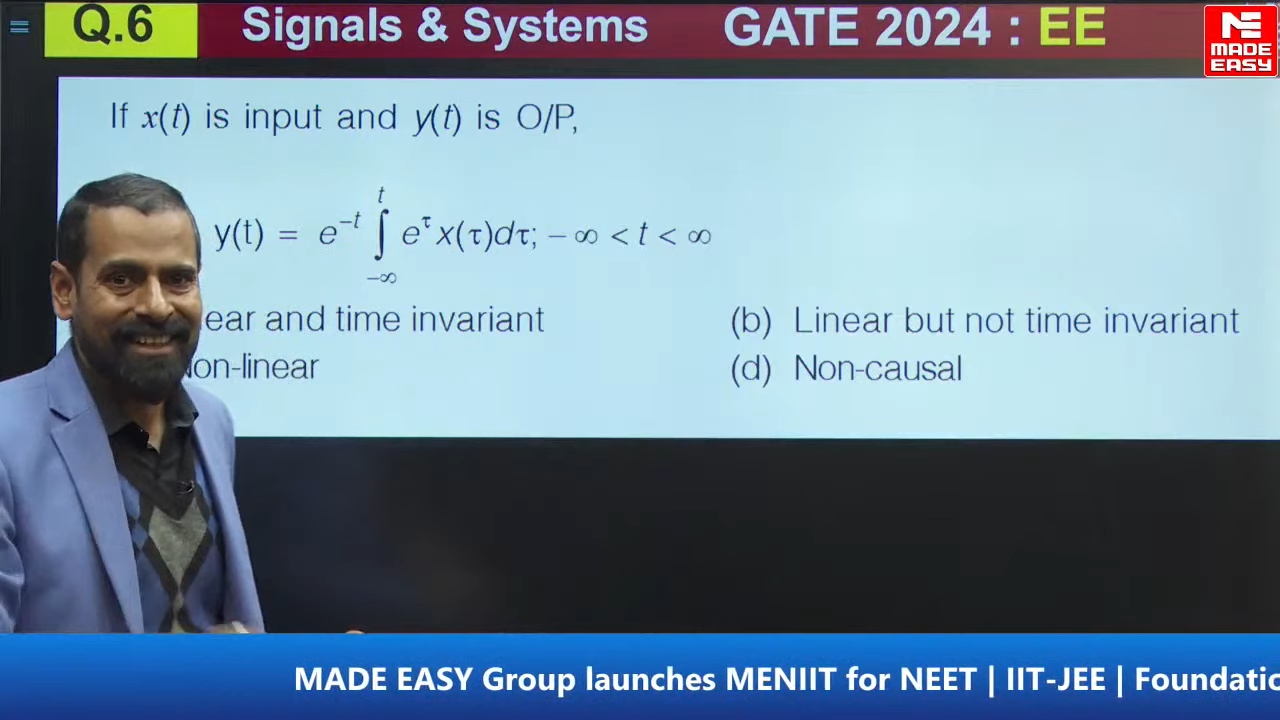 Q.6 Signals & Systems GATE 2024 : EE
ME MADE EASY
If x(t) is input and y(t) is O/P,
y(t) = e^{-t} ∫_{-∞}^{t} e^{τ} x(τ)dτ; – ∞ < t < ∞
ear and time invariant (b) Linear but not time invariant
on-linear (d) Non-causal
MADE EASY Group launches MENIIT for NEET | IIT-JEE | Foundatic